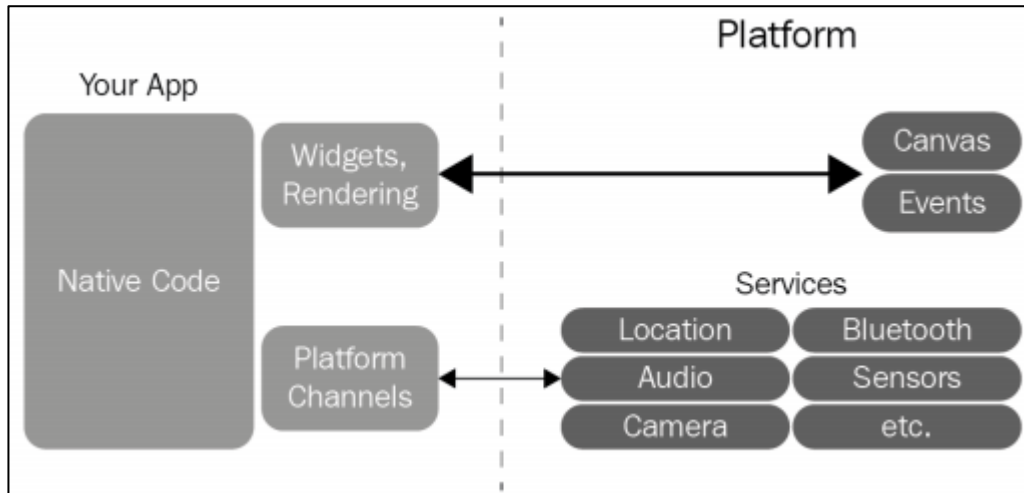 Platform
Your App
Widgets,
Rendering
Canvas
Events
Native Code
Services
Platform
Channels
Location
Bluetooth
Audio
Sensors
Camera
etc.